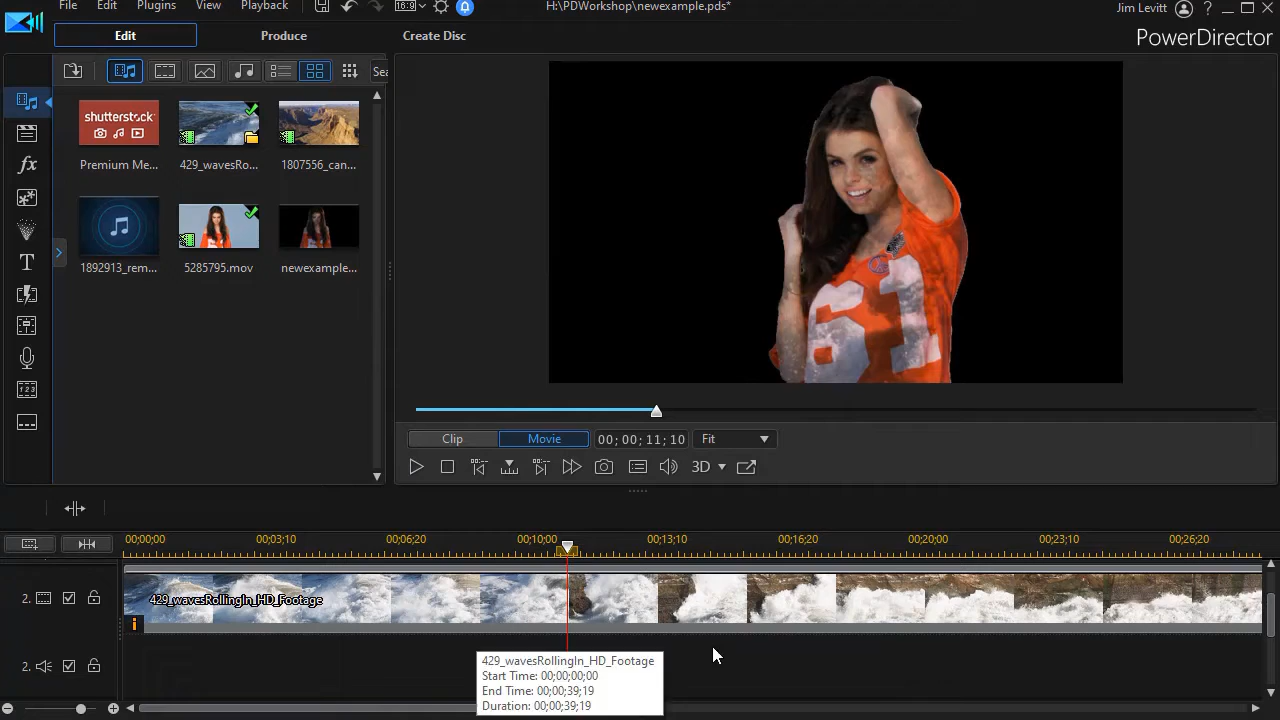 File Edit Plugins View Playback 16:9 H:\PDWorkshop\newexample.pds* Jim Levitt ?
Edit Produce Create Disc PowerDirector
Sea
shutterstock
Premium Me... 429_wavesRo... 1807556_can...
1892913_rem... 5285795.mov newexample...
fx
T
61
Clip Movie 00; 00; 11; 10 Fit
3D
00;00;00 00;03;10 00;06;20 00;10;00 00;13;10 00;16;20 00;20;00 00;23;10 00;26;20
2. 429_wavesRollingIn_HD_Footage
i
2.
429_wavesRollingIn_HD_Footage
Start Time: 00;00;00;00
End Time: 00;00;39;19
Duration: 00;00;39;19